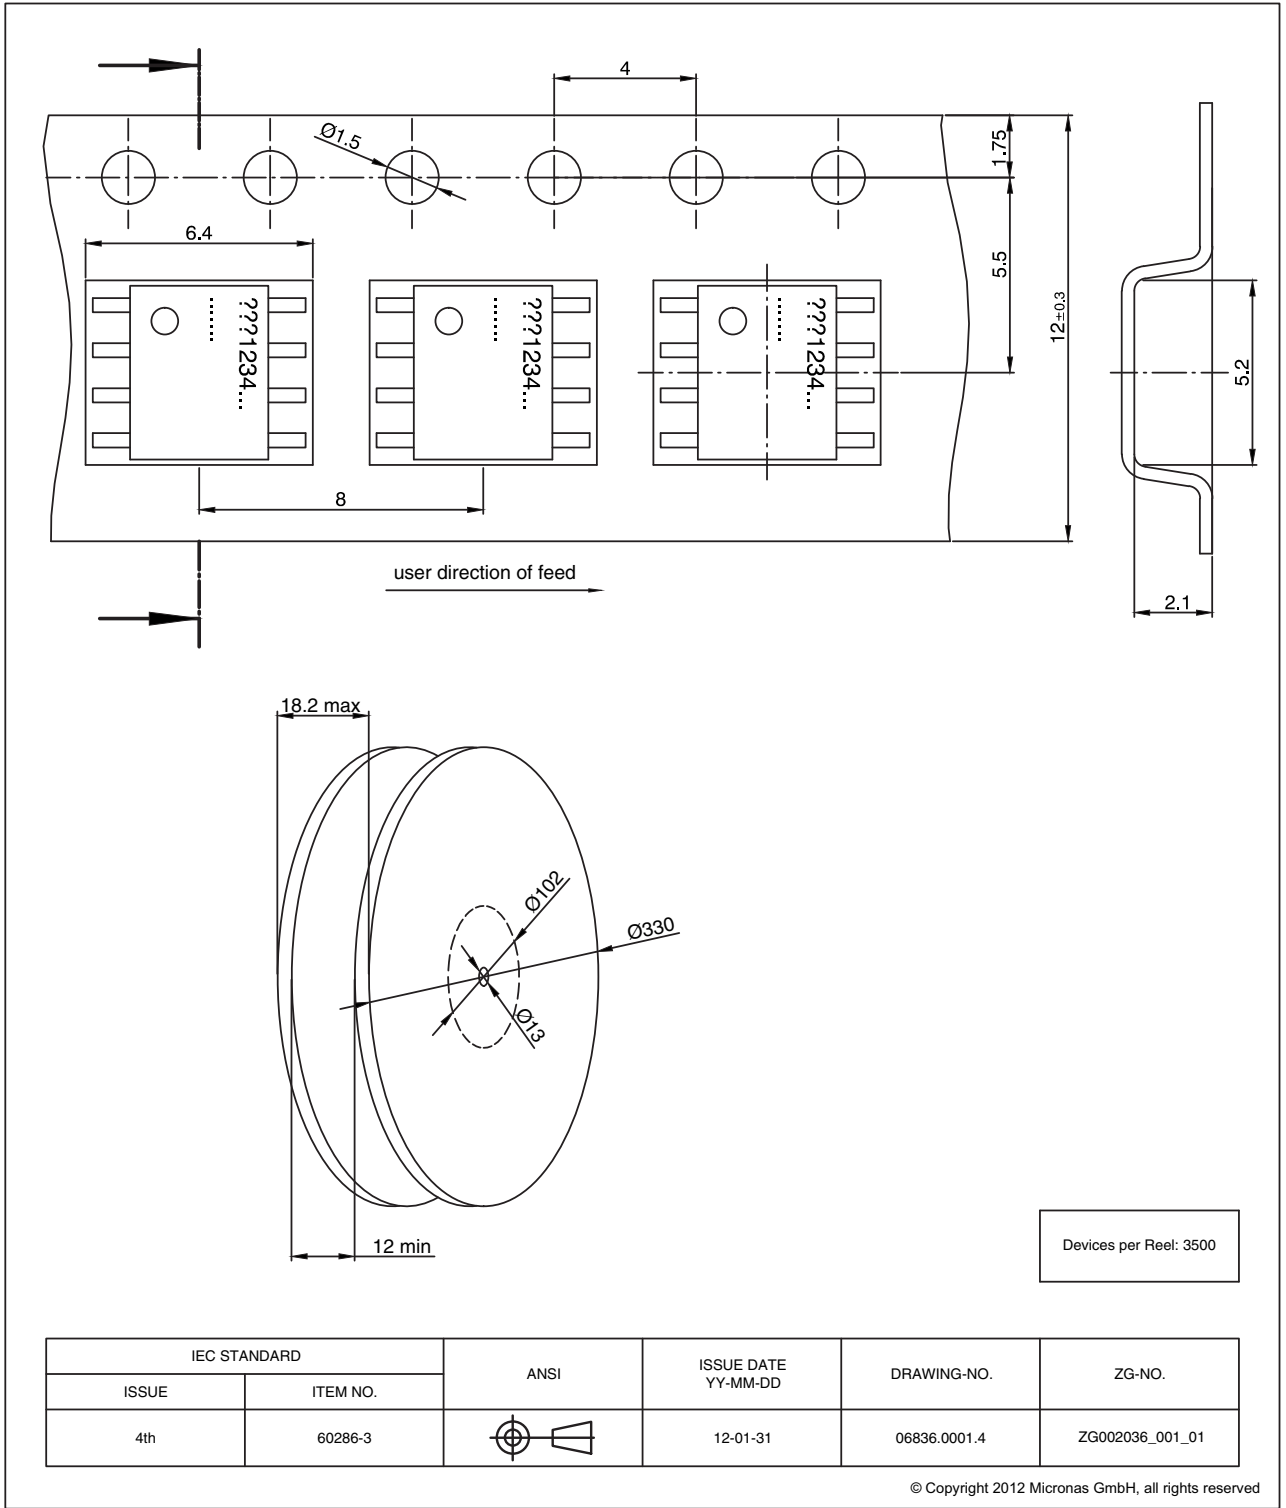 4
Ø1.5
1.75
6.4
5.5
12±0.3
5.2
???1234...
......
???1234...
......
???1234...
......
8
user direction of feed
2.1
18.2 max
Ø102
Ø330
Ø13
12 min
Devices per Reel: 3500
IEC STANDARD
ANSI
ISSUE DATE
YY-MM-DD
DRAWING-NO.
ZG-NO.
ISSUE
ITEM NO.
4th
60286-3
12-01-31
06836.0001.4
ZG002036_001_01
© Copyright 2012 Micronas GmbH, all rights reserved